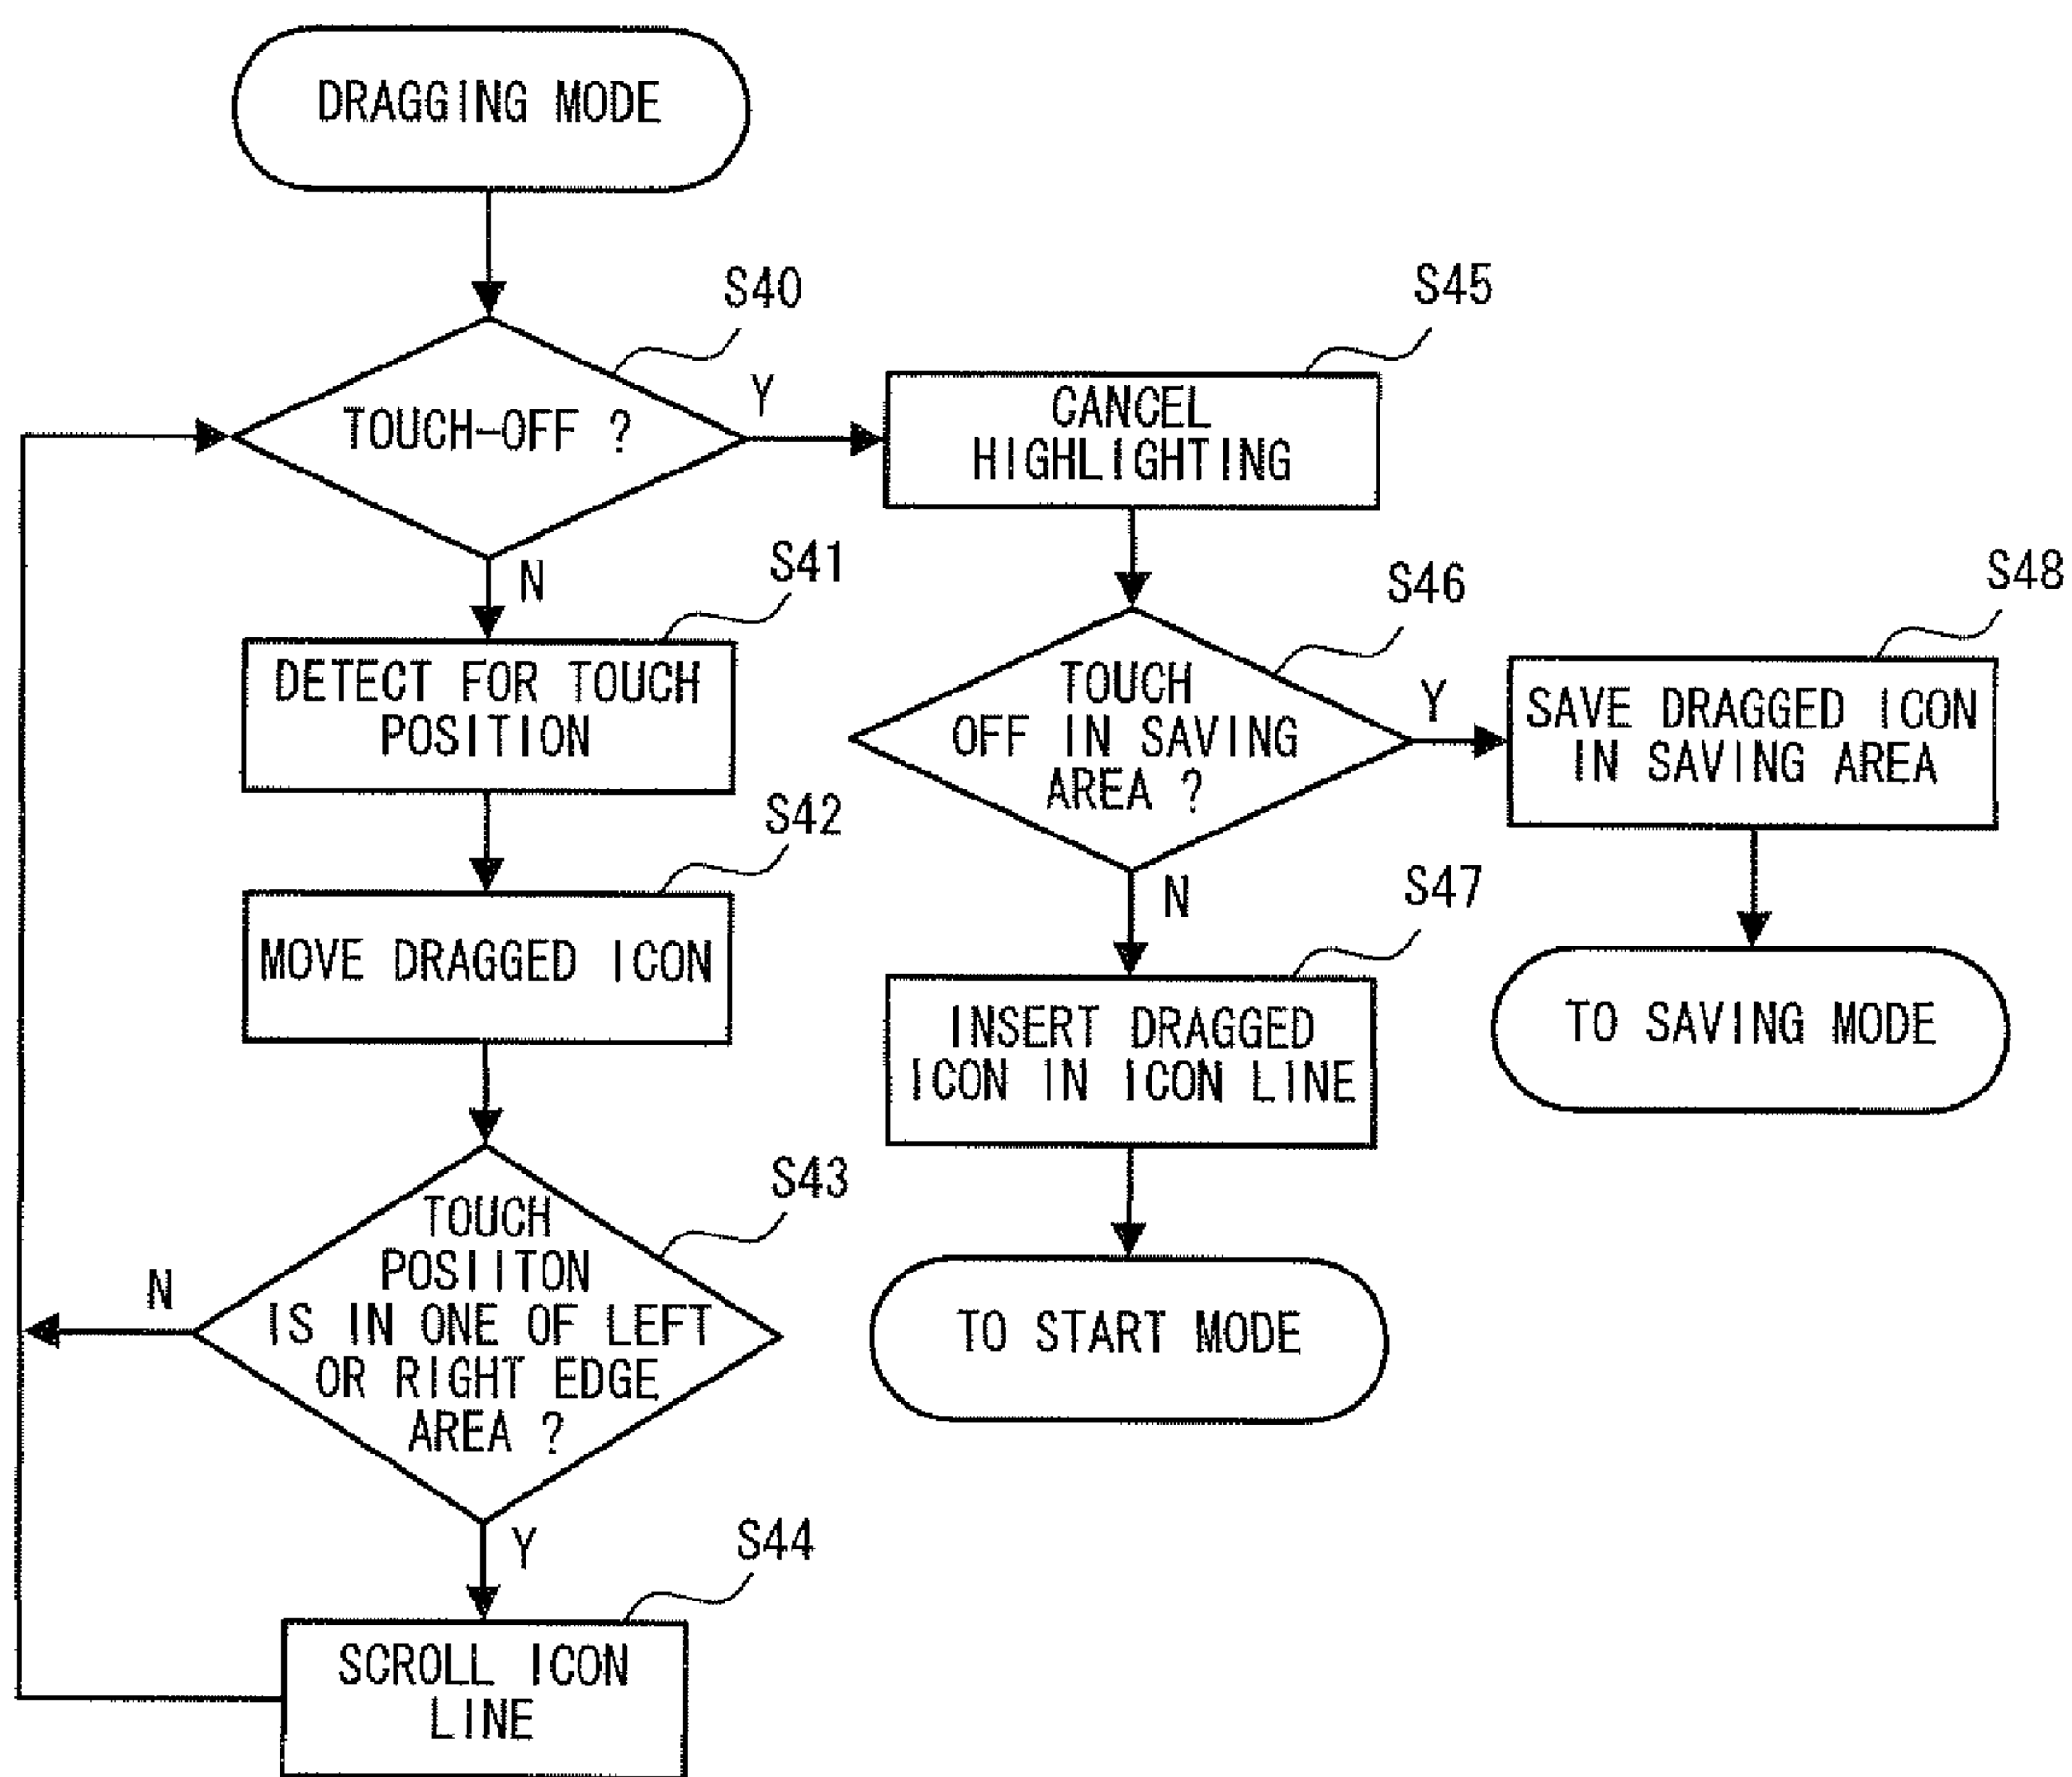 DRAGGING MODE
S40
TOUCH-OFF ?
Y
N
S41
DETECT FOR TOUCH
POSITION
S42
MOVE DRAGGED ICON
S43
TOUCH
POSIITON
IS IN ONE OF LEFT
OR RIGHT EDGE
AREA ?
N
Y
S44
SCROLL ICON
LINE
S45
CANCEL
HIGHLIGHTING
S46
TOUCH
OFF IN SAVING
AREA ?
Y
N
S47
INSERT DRAGGED
ICON IN ICON LINE
TO START MODE
S48
SAVE DRAGGED ICON
IN SAVING AREA
TO SAVING MODE